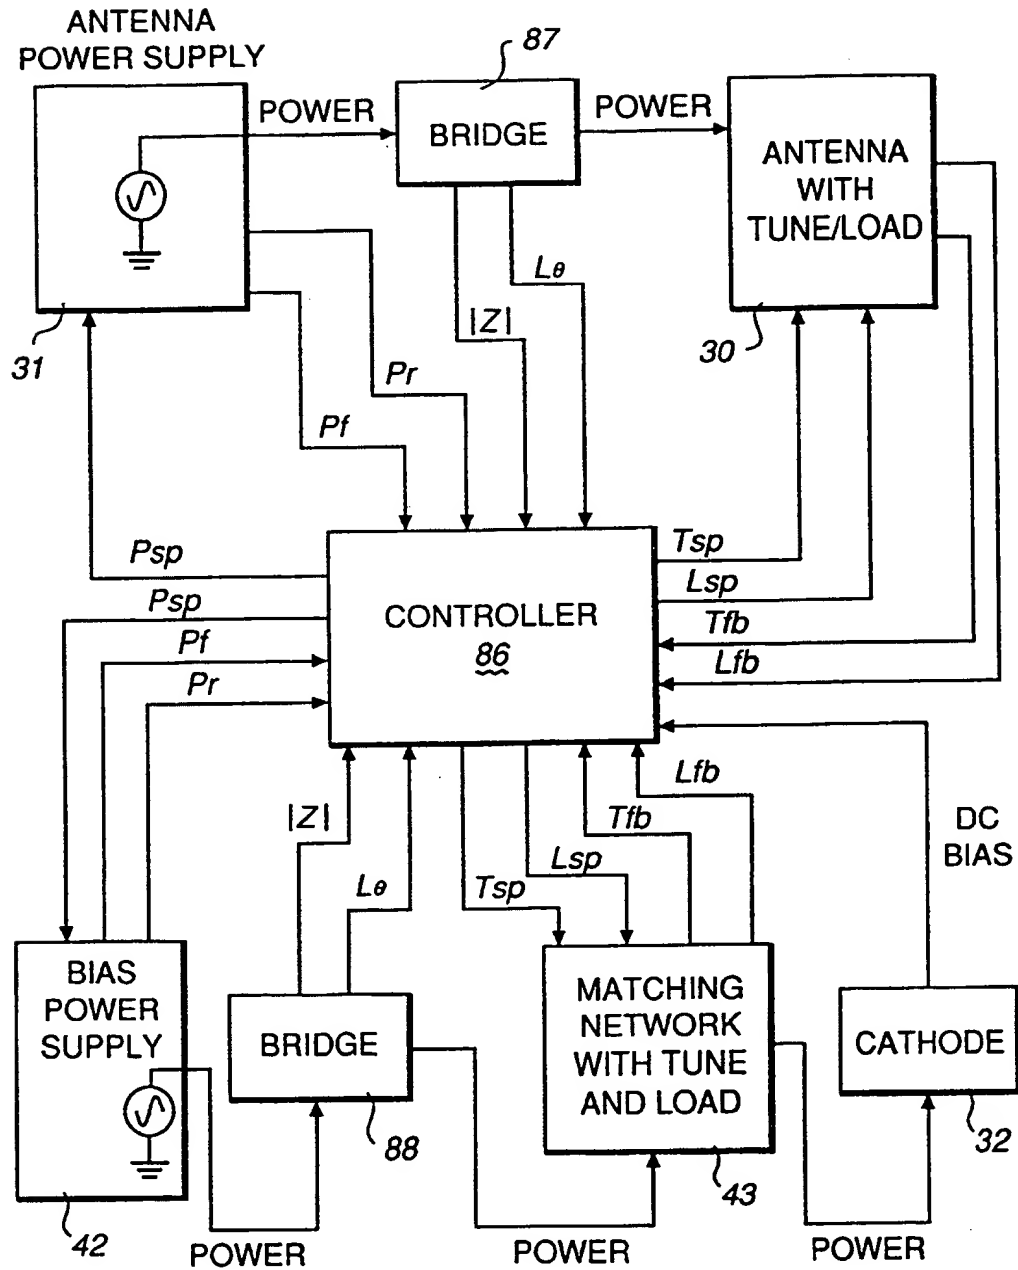 ANTENNA
POWER SUPPLY
87
POWER
BRIDGE
POWER
ANTENNA
WITH
TUNE/LOAD
31
30
Lθ
|Z|
Pr
Pf
Psp
Psp
Pf
Pr
CONTROLLER
86
Tsp
Lsp
Tfb
Lfb
|Z|
Lθ
Tsp
Lsp
Tfb
Lfb
DC
BIAS
BIAS
POWER
SUPPLY
BRIDGE
MATCHING
NETWORK
WITH TUNE
AND LOAD
CATHODE
42
88
43
32
POWER
POWER
POWER